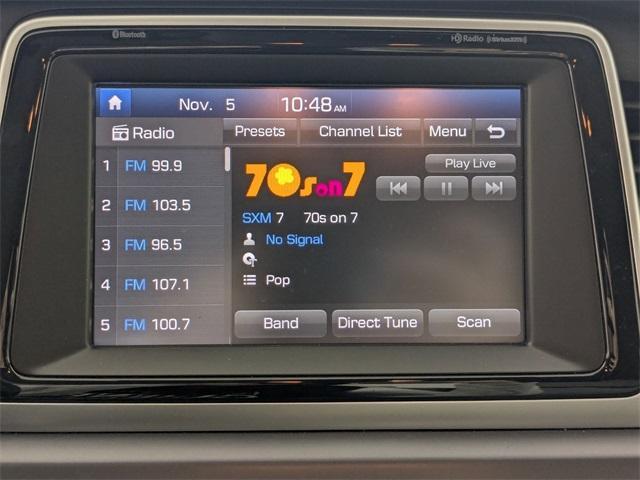 Bluetooth
HD Radio ((SiriusXM))
Nov. 5 10:48 AM
Radio
Presets Channel List Menu
1 FM 99.9
2 FM 103.5
3 FM 96.5
4 FM 107.1
5 FM 100.7
70s on 7
Play Live
SXM 7 70s on 7
No Signal
Pop
Band Direct Tune Scan